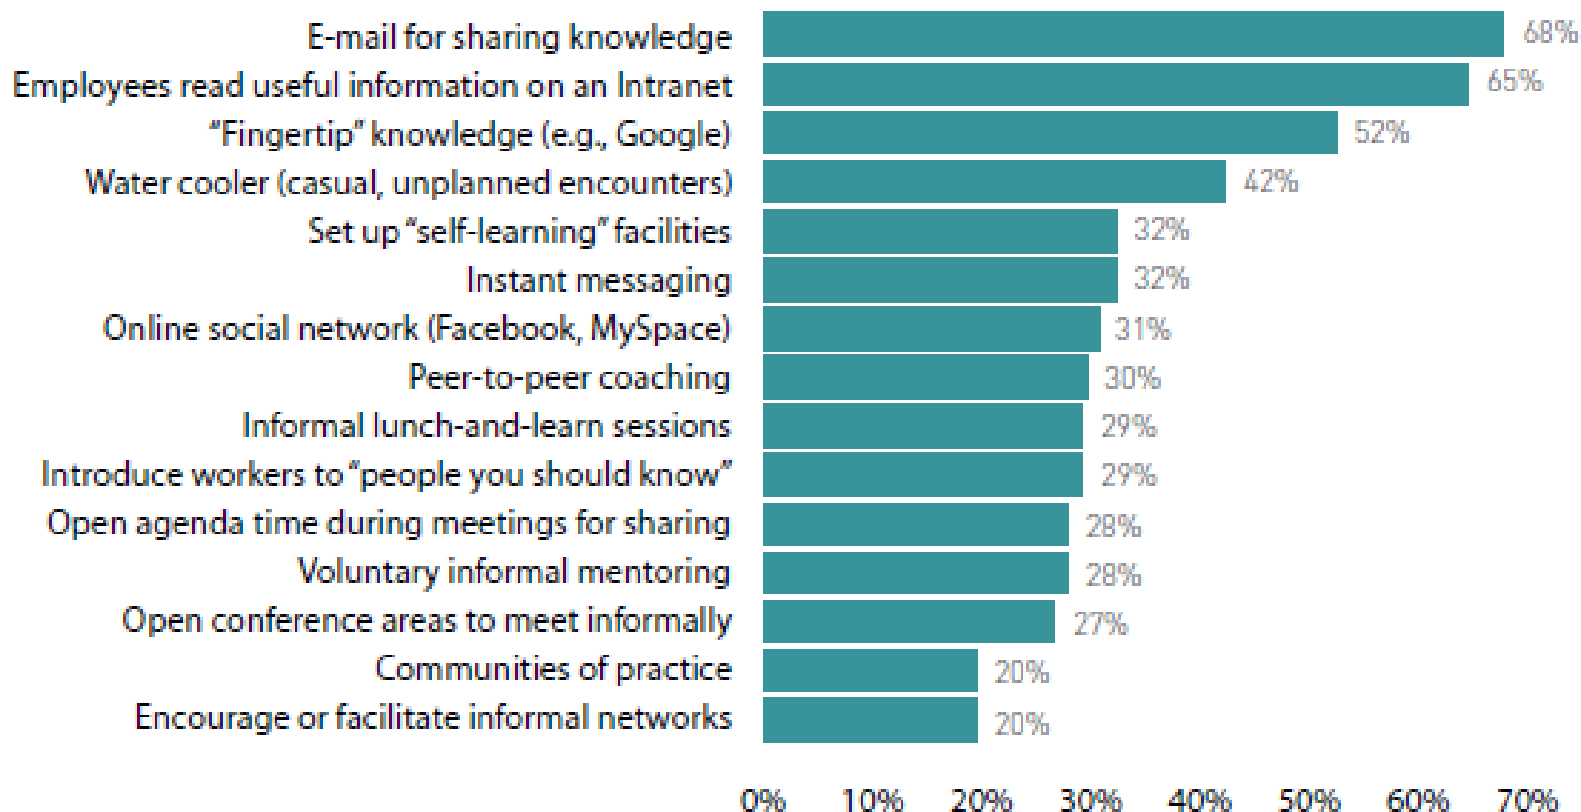 E-mail for sharing knowledge 68%
Employees read useful information on an Intranet 65%
“Fingertip” knowledge (e.g., Google) 52%
Water cooler (casual, unplanned encounters) 42%
Set up “self-learning” facilities 32%
Instant messaging 32%
Online social network (Facebook, MySpace) 31%
Peer-to-peer coaching 30%
Informal lunch-and-learn sessions 29%
Introduce workers to “people you should know” 29%
Open agenda time during meetings for sharing 28%
Voluntary informal mentoring 28%
Open conference areas to meet informally 27%
Communities of practice 20%
Encourage or facilitate informal networks 20%
0% 10% 20% 30% 40% 50% 60% 70%